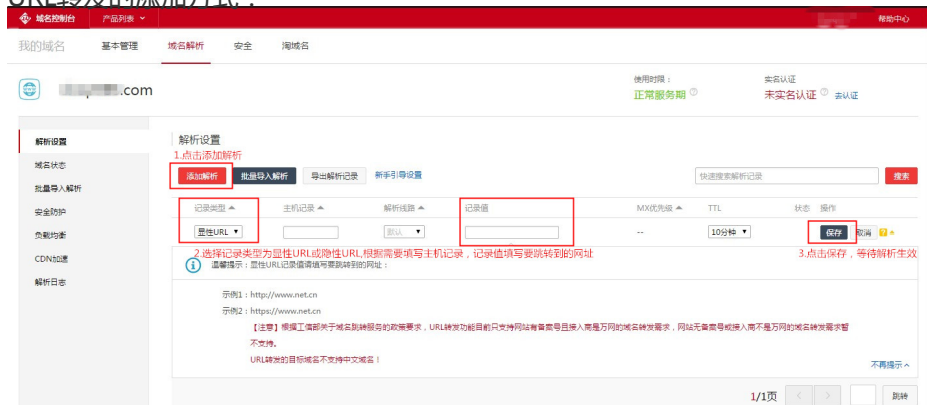 URL转发的添加方式：
域名控制台 产品列表 帮助中心
我的域名 基本管理 域名解析 安全 淘域名
.com
使用时限：
正常服务期
实名认证
未实名认证 去认证
解析设置
域名状态
批量导入解析
安全防护
负载均衡
CDN加速
解析日志
解析设置
1.点击添加解析
添加解析 批量导入解析 导出解析记录 新手引导设置 快速搜索解析记录 搜索
记录类型 主机记录 解析线路 记录值 MX优先级 TTL 状态 操作
显性URL 默认 -- 10分钟 保存 取消
2.选择记录类型为显性URL或隐性URL,根据需要填写主机记录，记录值填写要跳转到的网址 3.点击保存，等待解析生效
温馨提示：显性URL记录值请填写要跳转到的网址：
示例1：http://www.net.cn
示例2：https://www.net.cn
【注意】根据工信部关于域名跳转服务的政策要求，URL转发功能目前只支持网站有备案号且接入商是万网的域名转发需求，网站无备案号或接入商不是万网的域名转发需求暂
不支持。
URL转发的目标域名不支持中文域名！
不再提示
1/1页 < > 跳转